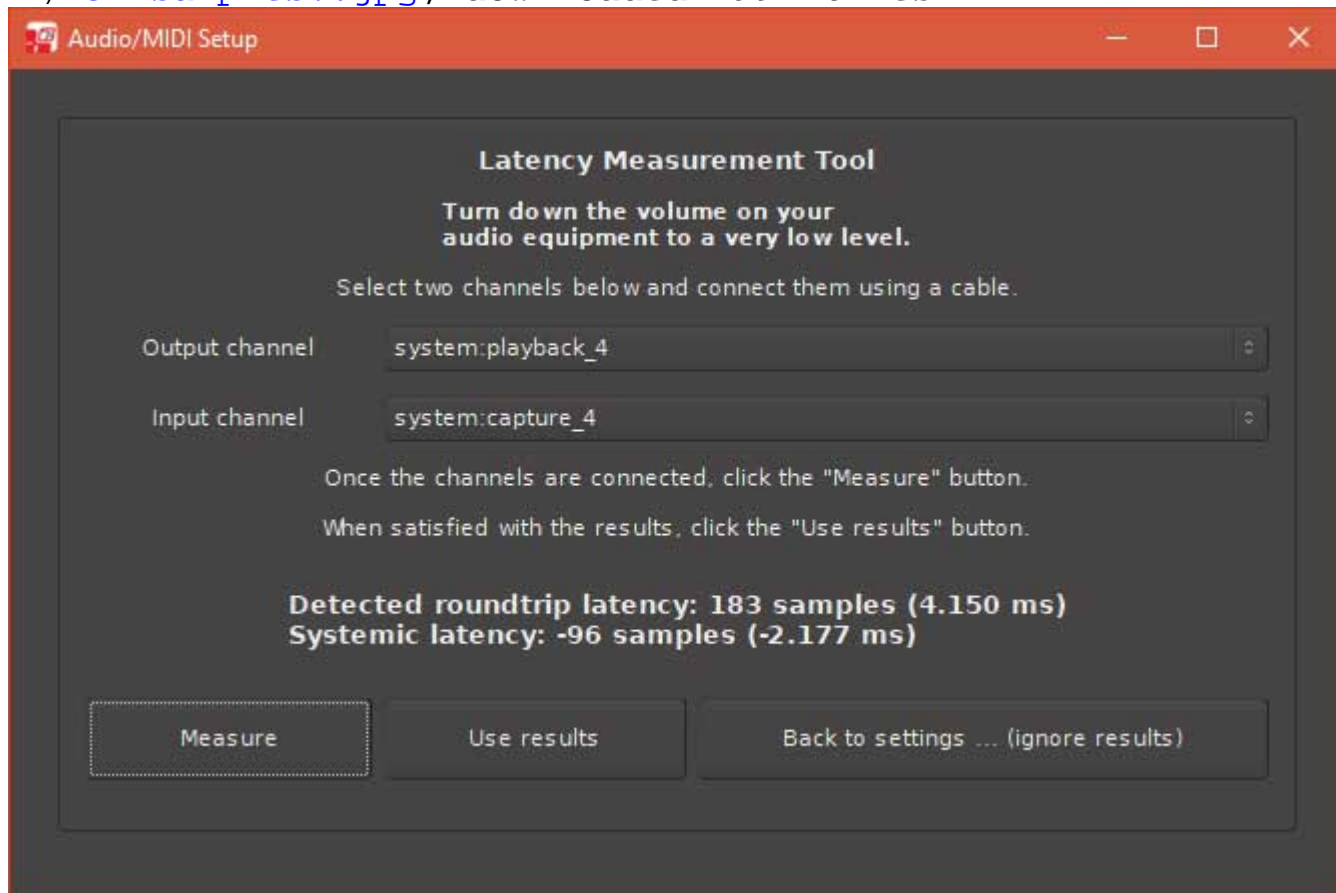 Audio/MIDI Setup
Latency Measurement Tool
Turn down the volume on your
audio equipment to a very low level.
Select two channels below and connect them using a cable.
Output channel system:playback_4
Input channel system:capture_4
Once the channels are connected, click the "Measure" button.
When satisfied with the results, click the "Use results" button.
Detected roundtrip latency: 183 samples (4.150 ms)
Systemic latency: -96 samples (-2.177 ms)
Measure Use results Back to settings ... (ignore results)